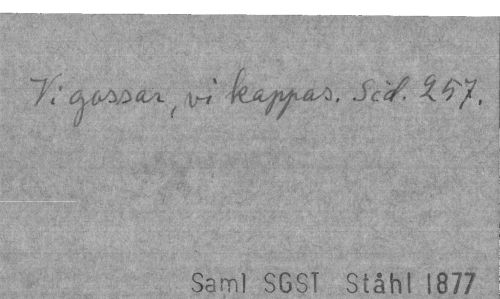 Vi gossar, vi kappas. Sid. 257.
Saml SGST Ståhl 1877